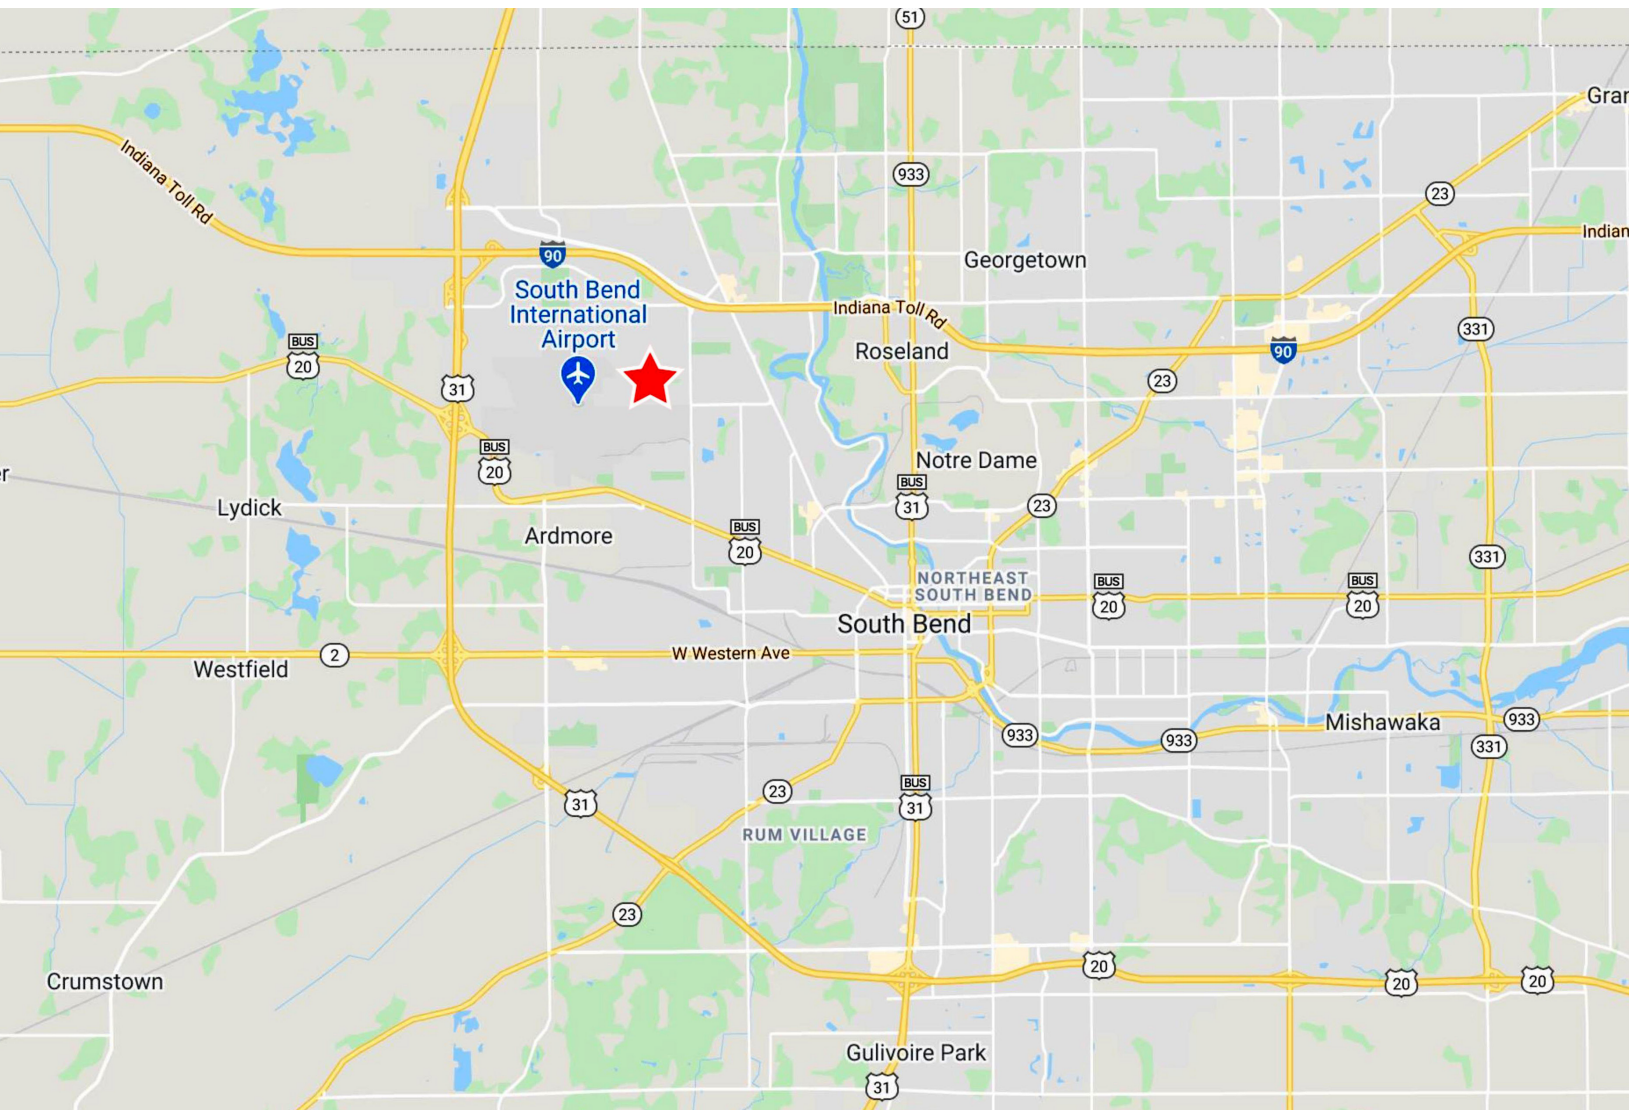 51
Gran
Indiana Toll Rd
933
23
Indian
90
Georgetown
South Bend
International
Airport
Indiana Toll Rd
331
BUS
20
Roseland
90
31
23
BUS
20
Notre Dame
er
BUS
31
23
Lydick
Ardmore
BUS
20
331
NORTHEAST
SOUTH BEND
BUS
20
BUS
20
South Bend
2
W Western Ave
Westfield
Mishawaka
933
933
933
331
23
BUS
31
31
RUM VILLAGE
23
20
Crumstown
20
20
Gulivoire Park
31